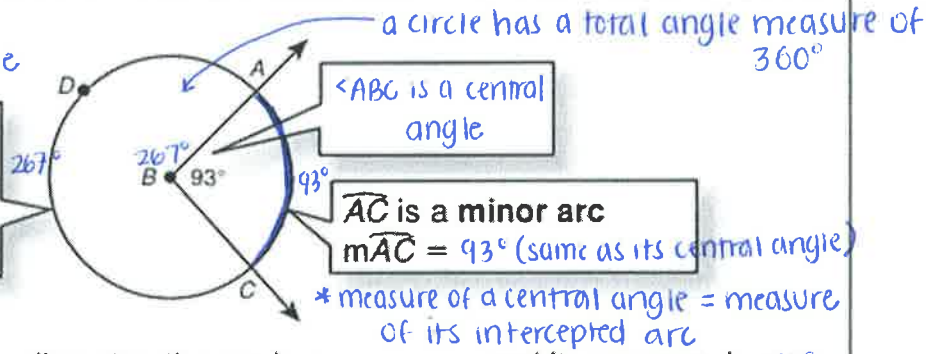 a circle has a total angle measure of
360°
e
A
D
<ABC is a central
angle
267°
267°
B 93°
93°
AC is a minor arc
mAC = 93° (same as its central angle)
C
* measure of a central angle = measure
of its intercepted arc